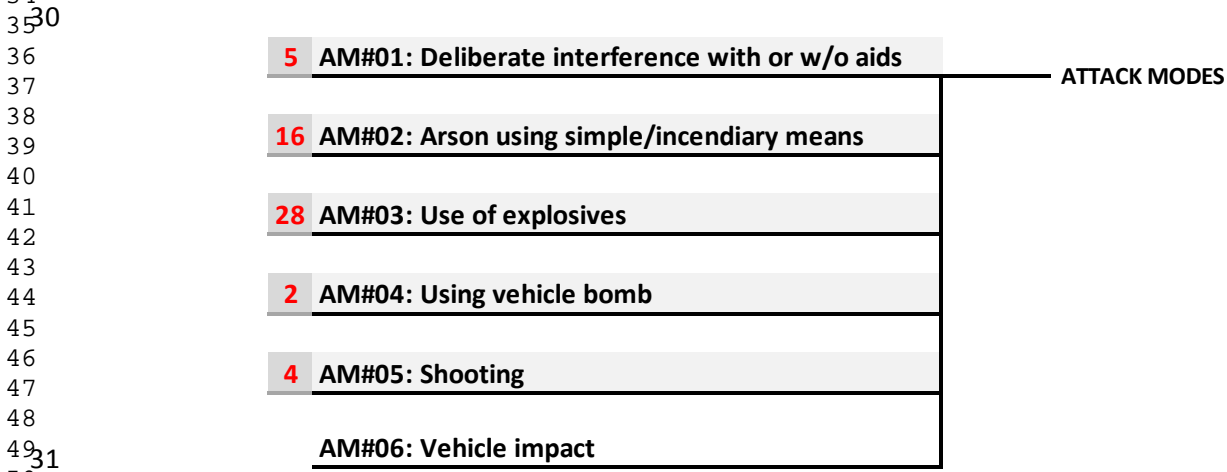 30
35
36
5 AM#01: Deliberate interference with or w/o aids
ATTACK MODES
37
38
16 AM#02: Arson using simple/incendiary means
39
40
41
28 AM#03: Use of explosives
42
43
44
2 AM#04: Using vehicle bomb
45
46
4 AM#05: Shooting
47
48
49
AM#06: Vehicle impact
31